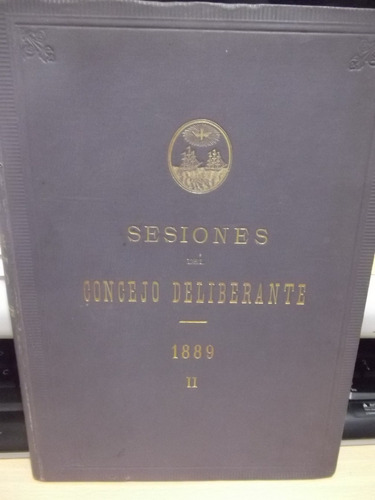 SESIONES
del
CONCEJO DELIBERANTE
1889
II